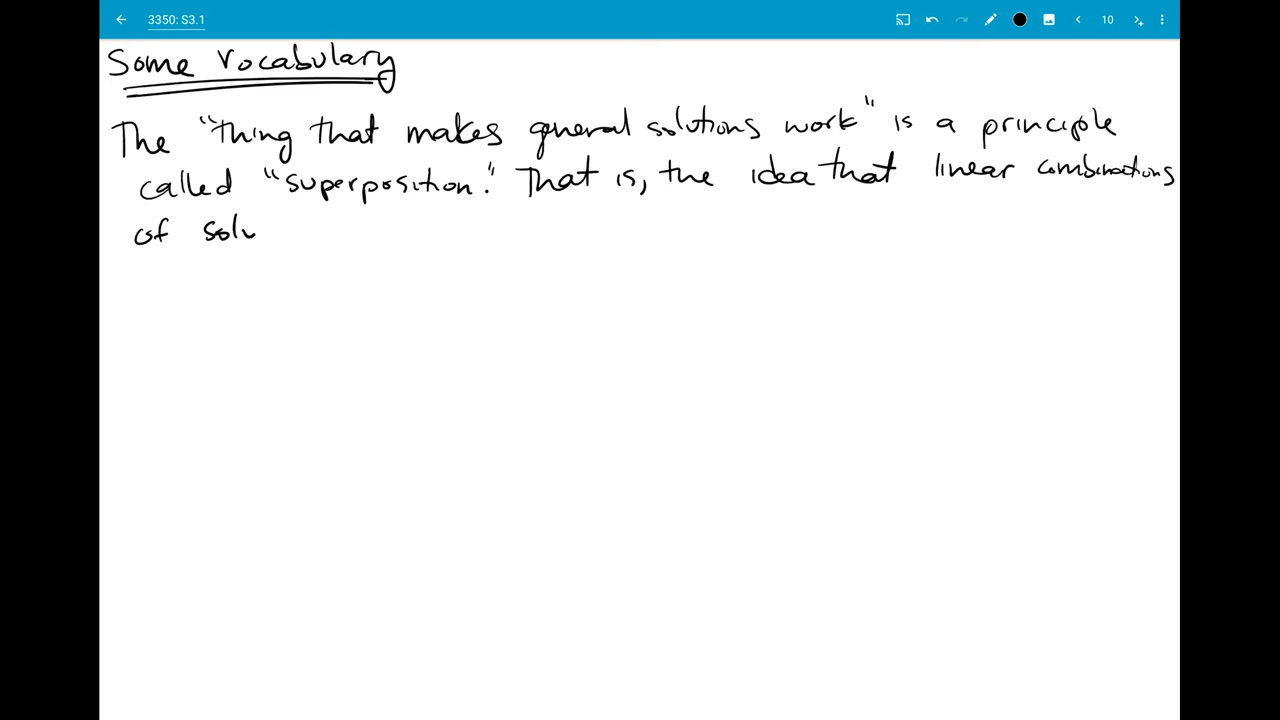 3350: S3.1
10
Some Vocabulary
The "thing that makes general solutions work" is a principle
called "superposition." That is, the idea that linear combinations
of solu